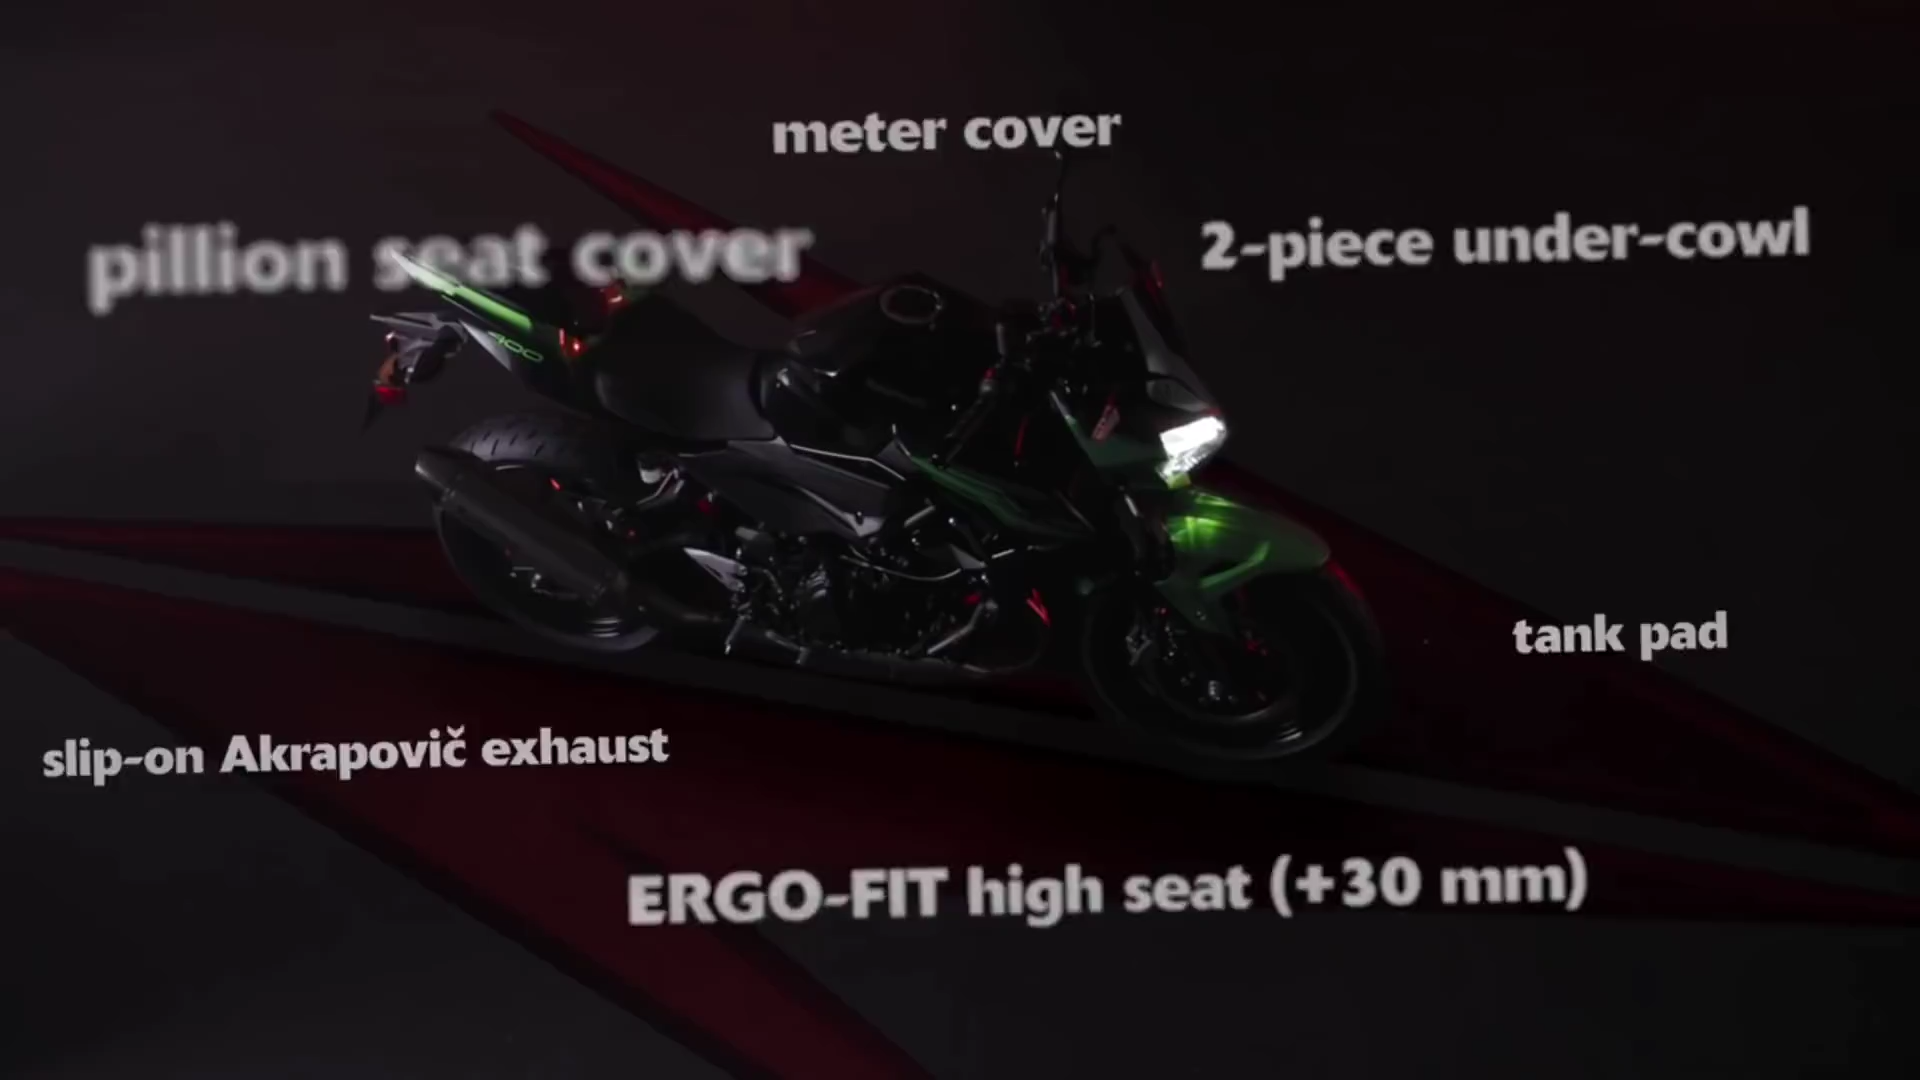 meter cover
pillion seat cover
2-piece under-cowl
400
tank pad
slip-on Akrapovič exhaust
ERGO-FIT high seat (+30 mm)